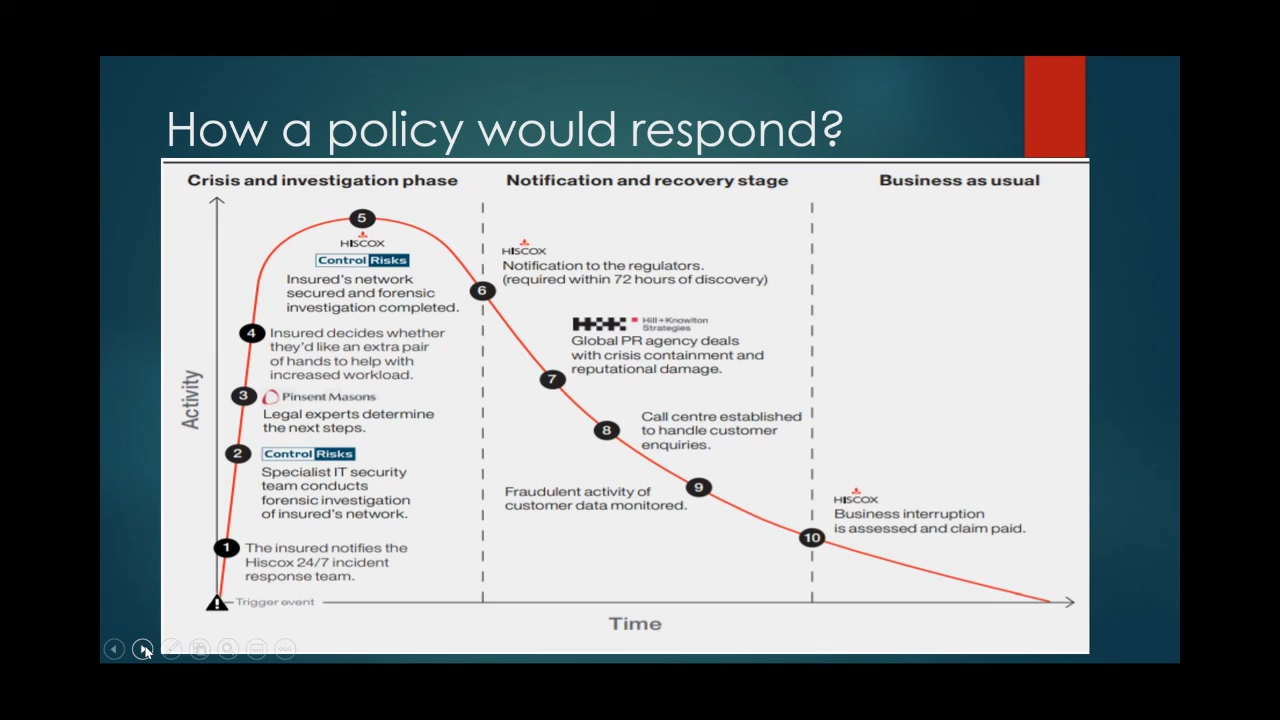 How a policy would respond?
Crisis and investigation phase
Notification and recovery stage
Business as usual
Activity
5
HISCOX
Control Risks
Insured's network
secured and forensic
investigation completed.
4
Insured decides whether
they'd like an extra pair
of hands to help with
increased workload.
3
Pinsent Masons
Legal experts determine
the next steps.
2
Control Risks
Specialist IT security
team conducts
forensic investigation
of insured's network.
1
The insured notifies the
Hiscox 24/7 incident
response team.
Trigger event
6
HISCOX
Notification to the regulators.
(required within 72 hours of discovery)
7
H+K Hill+Knowlton
Strategies
Global PR agency deals
with crisis containment and
reputational damage.
8
Call centre established
to handle customer
enquiries.
9
Fraudulent activity of
customer data monitored.
10
HISCOX
Business interruption
is assessed and claim paid.
Time